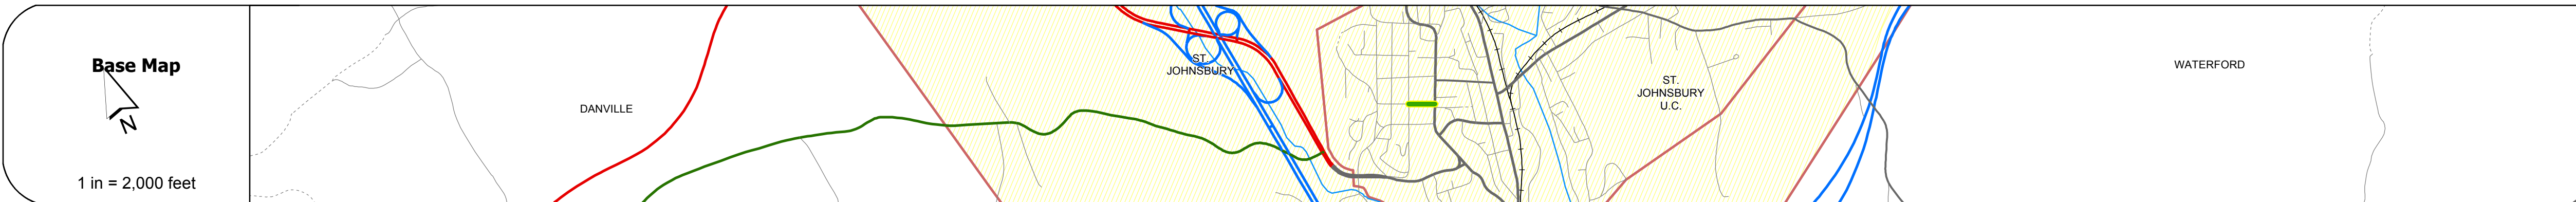 Base Map
N
1 in = 2,000 feet
DANVILLE
ST.
JOHNSBURY
ST.
JOHNSBURY
U.C.
WATERFORD